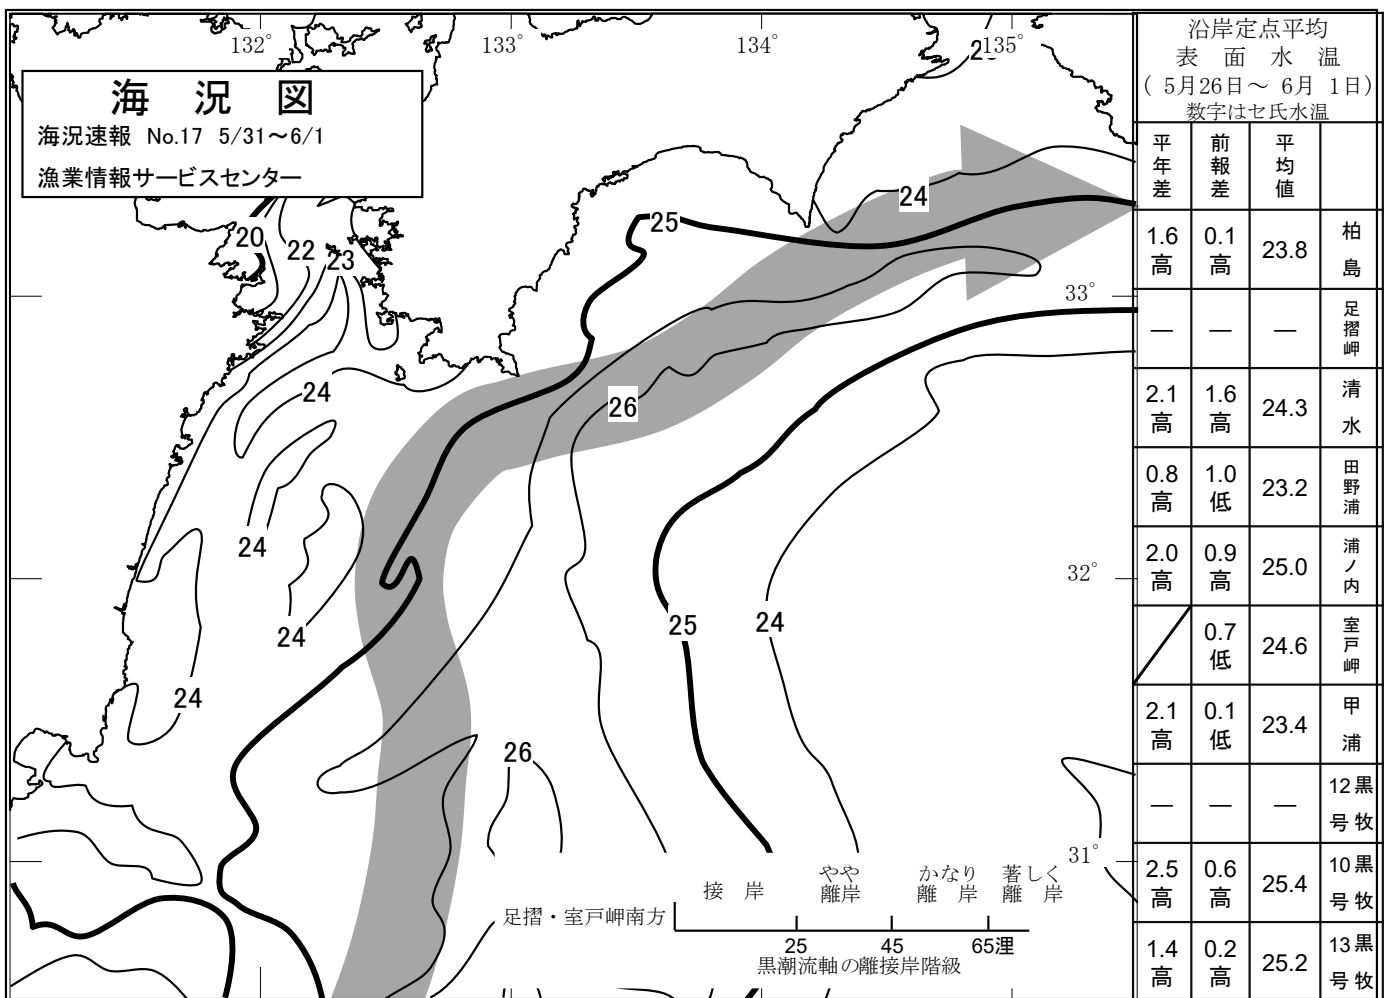 海 況 図
海況速報 No.17 5/31～6/1
漁業情報サービスセンター
132°
133°
134°
135°
33°
32°
31°
20
22
23
24
24
24
24
25
24
26
25
24
26
接 岸
やや
離岸
かなり
離 岸
著しく
離 岸
足摺・室戸岬南方
25 45 65浬
黒潮流軸の離接岸階級
沿岸定点平均
表 面 水 温
( 5月26日～ 6月 1日)
数字はセ氏水温
平年差 前報差 平均値
1.6高 0.1高 23.8 柏島
― ― ― 足摺岬
2.1高 1.6高 24.3 清水
0.8高 1.0低 23.2 田野浦
2.0高 0.9高 25.0 浦ノ内
0.7低 24.6 室戸岬
2.1高 0.1低 23.4 甲浦
― ― ― 黒牧12号
2.5高 0.6高 25.4 黒牧10号
1.4高 0.2高 25.2 黒牧13号